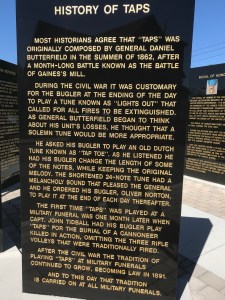 HISTORY OF TAPS
MOST HISTORIANS AGREE THAT "TAPS" WAS
ORIGINALLY COMPOSED BY GENERAL DANIEL
BUTTERFIELD IN THE SUMMER OF 1862, AFTER
A MONTH-LONG BATTLE KNOWN AS THE BATTLE
OF GAINES'S MILL.
DURING THE CIVIL WAR IT WAS CUSTOMARY
FOR THE BUGLER AT THE ENDING OF THE DAY
TO PLAY A TUNE KNOWN AS "LIGHTS OUT" THAT
CALLED FOR ALL FIRES TO BE EXTINGUISHED.
AS GENERAL BUTTERFIELD BEGAN TO THINK
ABOUT HIS UNIT'S LOSSES, HE THOUGHT THAT A
SOLEMN TUNE WOULD BE MORE APPROPRIATE.
HE ASKED HIS BUGLER TO PLAY AN OLD DUTCH
TUNE KNOWN AS "TAP TOE". AS HE LISTENED HE
HAD HIS BUGLER CHANGE THE LENGTH OF SOME
OF THE NOTES, WHILE KEEPING THE ORIGINAL
MELODY. THE SHORTENED 24-NOTE TUNE HAD A
MELANCHOLY SOUND THAT PLEASED THE GENERAL
AND HE ORDERED HIS BUGLER, OLIVER NORTON,
TO PLAY IT AT THE END OF EACH DAY THEREAFTER.
THE FIRST TIME "TAPS" WAS PLAYED AT A
MILITARY FUNERAL WAS ONE MONTH LATER WHEN
CAPT. JOHN TIDBALL HAD HIS BUGLER PLAY
"TAPS" FOR THE BURIAL OF A CANNONEER
KILLED IN ACTION, OMITTING THE THREE RIFLE
VOLLEYS THAT WERE TRADITIONALLY FIRED.
AFTER THE CIVIL WAR THE TRADITION OF
PLAYING "TAPS" AT MILITARY FUNERALS
CONTINUED TO GROW, BECOMING LAW IN 1891.
AND TO THIS DAY THAT TRADITION
IS CARRIED ON AT ALL MILITARY FUNERALS.